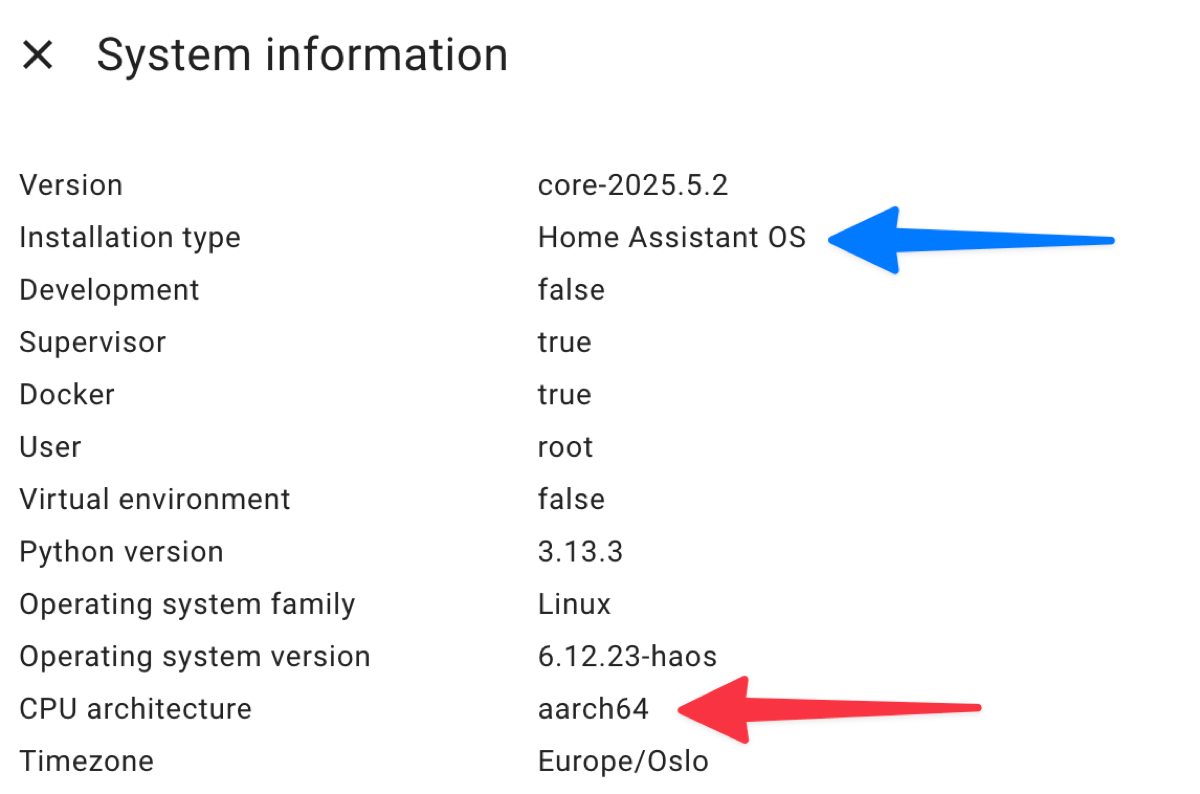 System information
Version core-2025.5.2
Installation type Home Assistant OS
Development false
Supervisor true
Docker true
User root
Virtual environment false
Python version 3.13.3
Operating system family Linux
Operating system version 6.12.23-haos
CPU architecture aarch64
Timezone Europe/Oslo